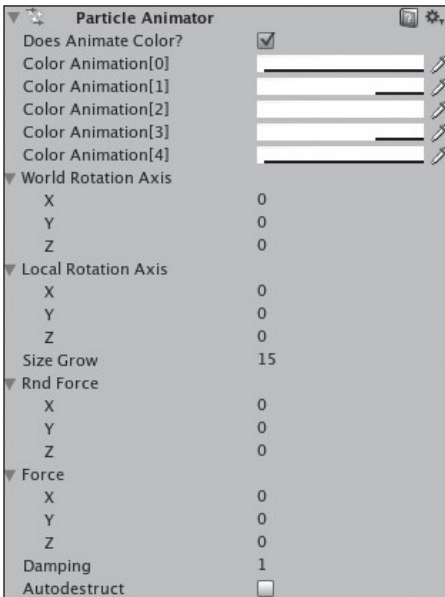 Particle Animator
Does Animate Color?
Color Animation[0]
Color Animation[1]
Color Animation[2]
Color Animation[3]
Color Animation[4]
World Rotation Axis
X 0
Y 0
Z 0
Local Rotation Axis
X 0
Y 0
Z 0
Size Grow 15
Rnd Force
X 0
Y 0
Z 0
Force
X 0
Y 0
Z 0
Damping 1
Autodestruct